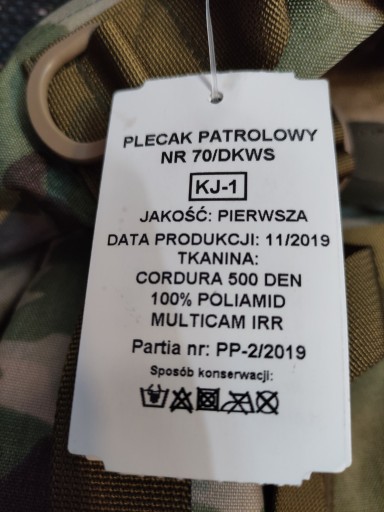 PLECAK PATROLOWY
NR 70/DKWS
KJ-1
JAKOŚĆ: PIERWSZA
DATA PRODUKCJI: 11/2019
TKANINA:
CORDURA 500 DEN
100% POLIAMID
MULTICAM IRR
Partia nr: PP-2/2019
Sposób konserwacji: